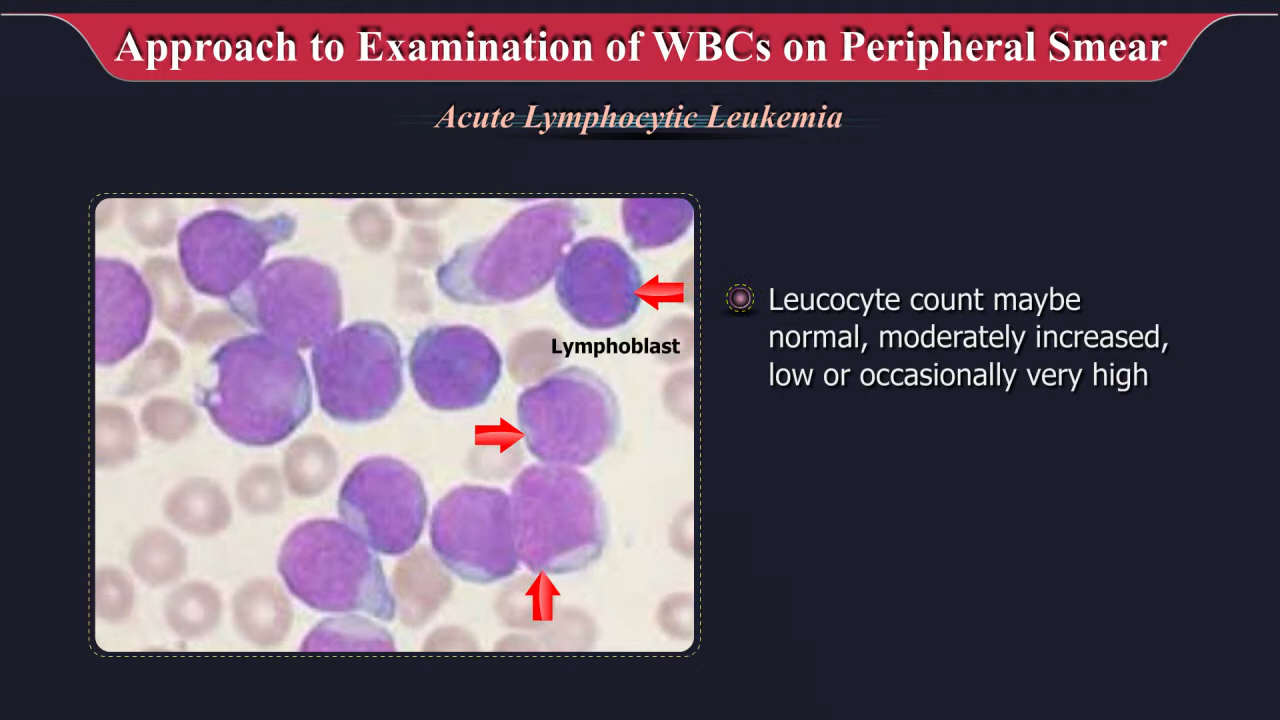 Approach to Examination of WBCs on Peripheral Smear
Acute Lymphocytic Leukemia
Lymphoblast
Leucocyte count maybe
normal, moderately increased,
low or occasionally very high